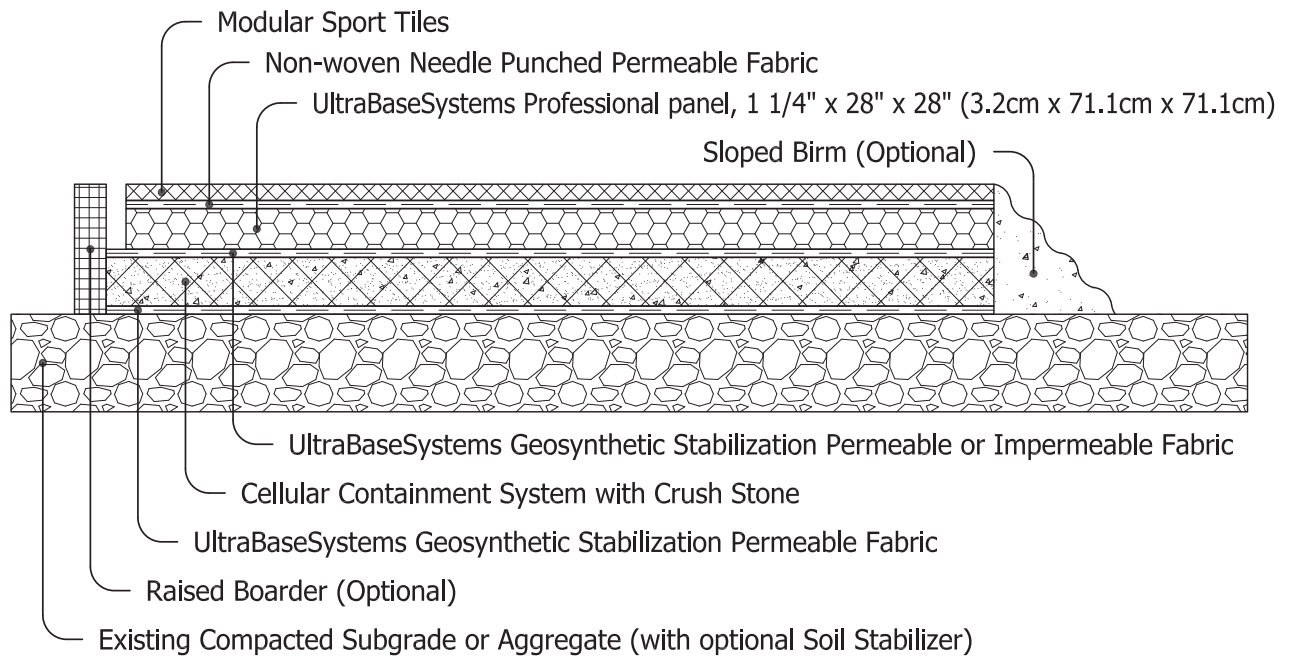 Modular Sport Tiles
Non-woven Needle Punched Permeable Fabric
UltraBaseSystems Professional panel, 1 1/4" x 28" x 28" (3.2cm x 71.1cm x 71.1cm)
Sloped Birm (Optional)
UltraBaseSystems Geosynthetic Stabilization Permeable or Impermeable Fabric
Cellular Containment System with Crush Stone
UltraBaseSystems Geosynthetic Stabilization Permeable Fabric
Raised Boarder (Optional)
Existing Compacted Subgrade or Aggregate (with optional Soil Stabilizer)